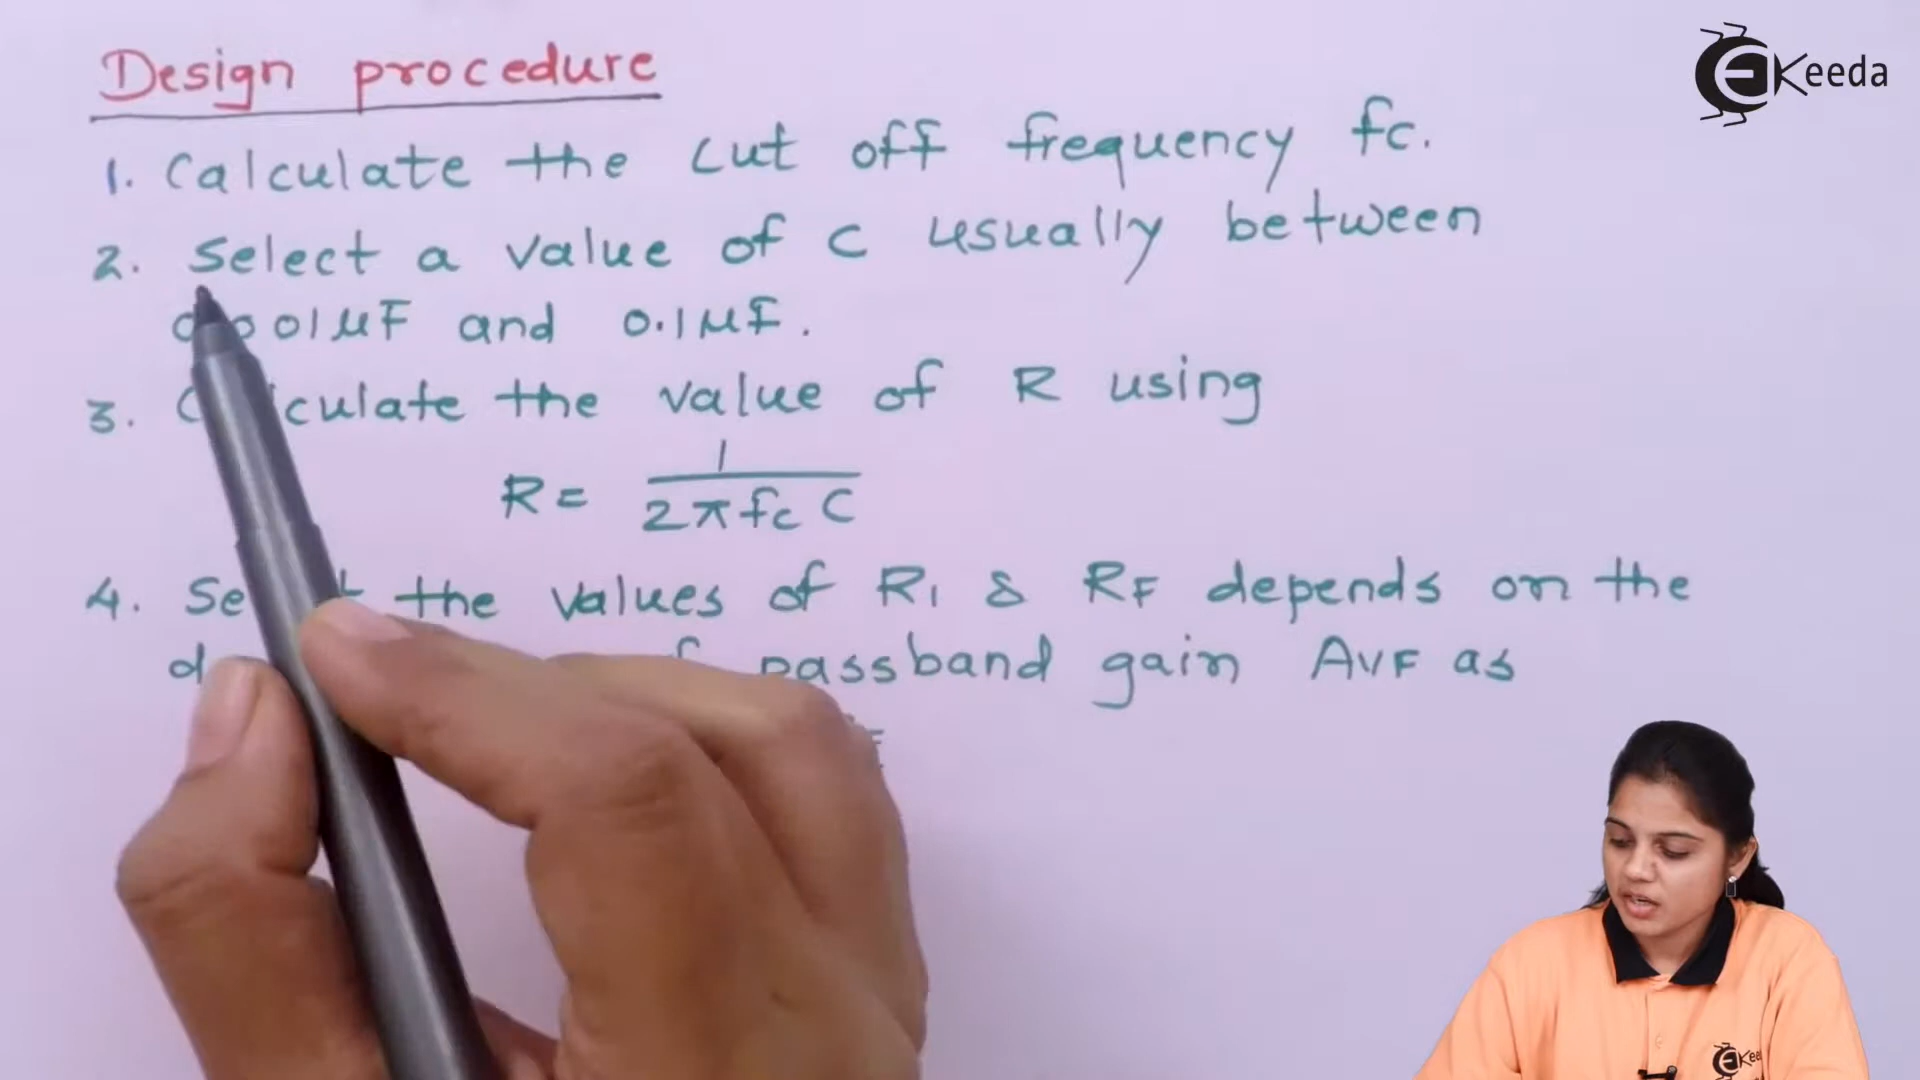 Design procedure
EKeeda
1. Calculate the cut off frequency fc.
2. Select a value of C usually between
01μF and 0.1μF.
3. culate the value of R using
R = 1 / 2πfc C
4. Se the values of R1 & RF depends on the
d passband gain AVF as